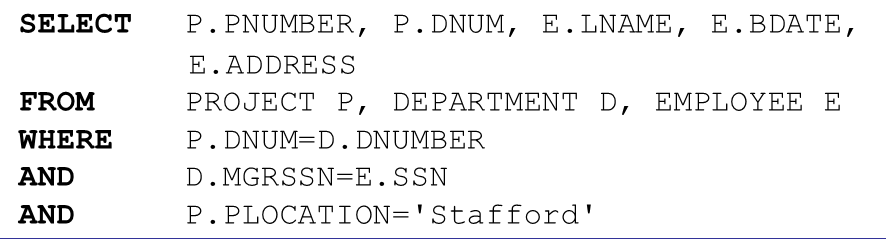 SELECT P.PNUMBER, P.DNUM, E.LNAME, E.BDATE,
E.ADDRESS
FROM PROJECT P, DEPARTMENT D, EMPLOYEE E
WHERE P.DNUM=D.DNUMBER
AND D.MGRSSN=E.SSN
AND P.PLOCATION='Stafford'